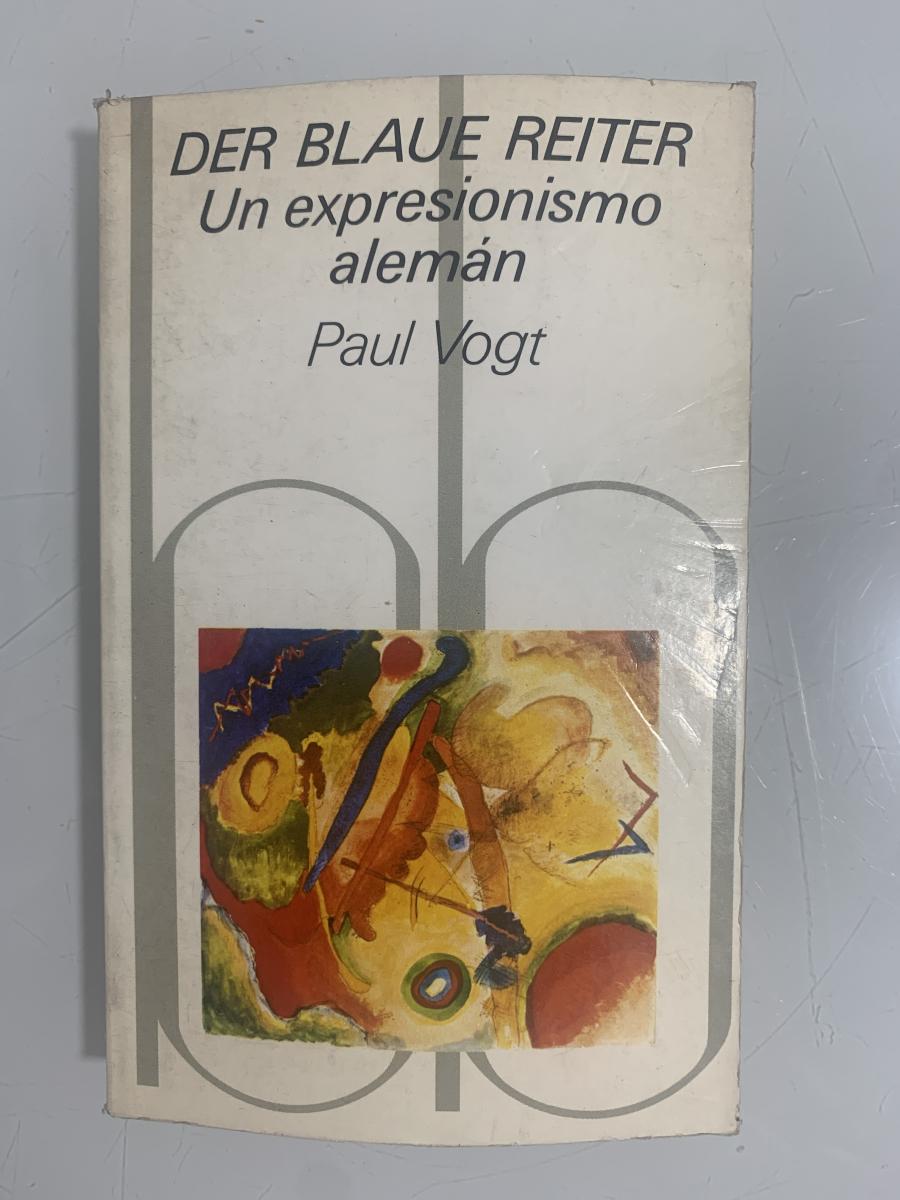 DER BLAUE REITER
Un expresionismo
alemán
Paul Vogt